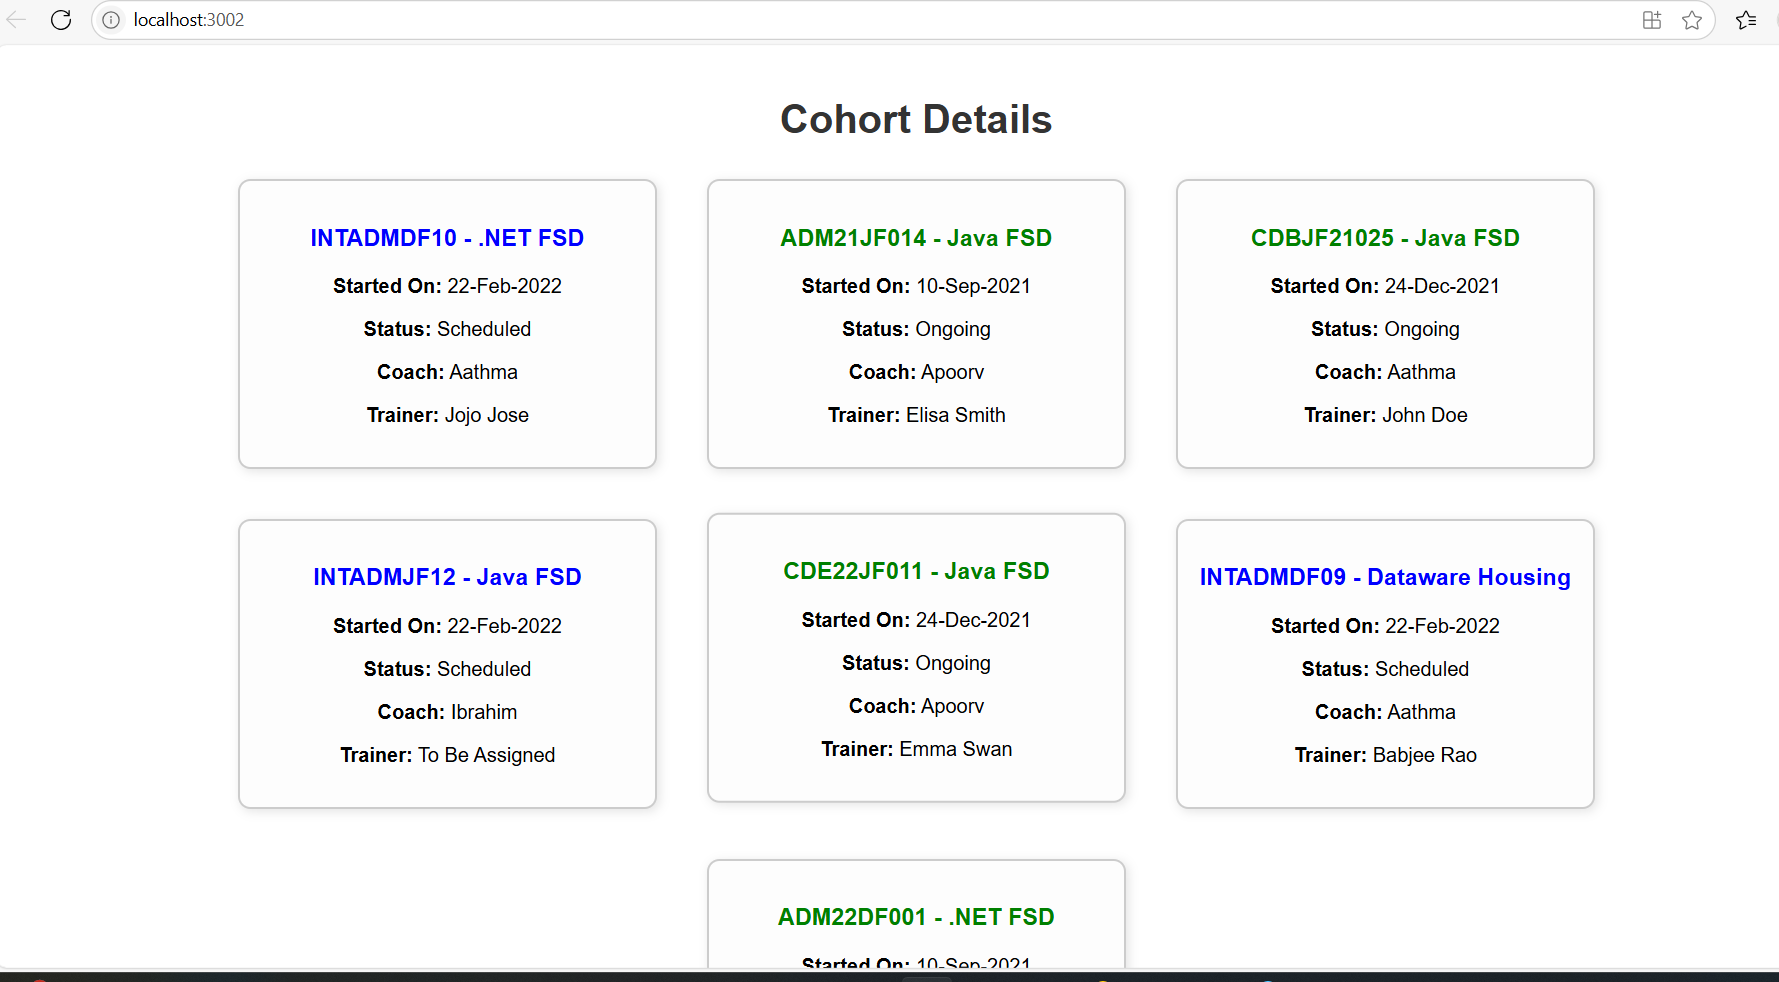 localhost:3002
Cohort Details
INTADMDF10 - .NET FSD
Started On: 22-Feb-2022
Status: Scheduled
Coach: Aathma
Trainer: Jojo Jose
ADM21JF014 - Java FSD
Started On: 10-Sep-2021
Status: Ongoing
Coach: Apoorv
Trainer: Elisa Smith
CDBJF21025 - Java FSD
Started On: 24-Dec-2021
Status: Ongoing
Coach: Aathma
Trainer: John Doe
INTADMJF12 - Java FSD
Started On: 22-Feb-2022
Status: Scheduled
Coach: Ibrahim
Trainer: To Be Assigned
CDE22JF011 - Java FSD
Started On: 24-Dec-2021
Status: Ongoing
Coach: Apoorv
Trainer: Emma Swan
INTADMDF09 - Dataware Housing
Started On: 22-Feb-2022
Status: Scheduled
Coach: Aathma
Trainer: Babjee Rao
ADM22DF001 - .NET FSD
Started On: 10-Sep-2021